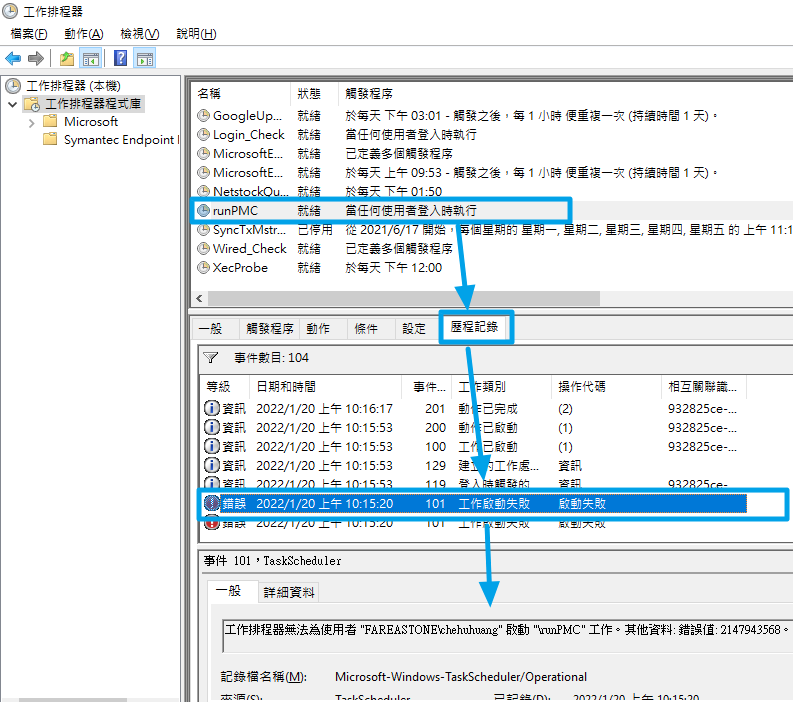 工作排程器
檔案(F) 動作(A) 檢視(V) 說明(H)
工作排程器 (本機)
工作排程器程式庫
Microsoft
Symantec Endpoint
名稱 狀態 觸發程序
GoogleUp... 就緒 於每天 下午 03:01 - 觸發之後，每 1 小時 便重複一次 (持續時間 1 天)。
Login_Check 就緒 當任何使用者登入時執行
MicrosoftE... 就緒 已定義多個觸發程序
MicrosoftE... 就緒 於每天 上午 09:53 - 觸發之後，每 1 小時 便重複一次 (持續時間 1 天)。
NetstockQu... 就緒 於每天 下午 01:50
runPMC 就緒 當任何使用者登入時執行
SyncTxMstr... 已停用 從 2021/6/17 開始，每個星期的 星期一, 星期二, 星期三, 星期四, 星期五 的 上午 11:1
Wired_Check 就緒 已定義多個觸發程序
XecProbe 就緒 於每天 下午 12:00
一般 觸發程序 動作 條件 設定 歷程記錄
事件數目: 104
等級 日期和時間 事件... 工作類別 操作代碼 相互關聯識...
資訊 2022/1/20 上午 10:16:17 201 動作已完成 (2) 932825ce-...
資訊 2022/1/20 上午 10:15:53 200 動作已啟動 (1) 932825ce-...
資訊 2022/1/20 上午 10:15:53 100 工作已啟動 (1) 932825ce-...
資訊 2022/1/20 上午 10:15:53 129 建立的工作處... 資訊
資訊 2022/1/20 上午 10:15:53 119 登入時觸發的 資訊 932825ce-
錯誤 2022/1/20 上午 10:15:20 101 工作啟動失敗 啟動失敗
錯誤 2022/1/20 上午 10:15:20 101 工作啟動失敗 啟動失敗
事件 101，TaskScheduler
一般 詳細資料
工作排程器無法為使用者 "FAREASTONE\chehuhuang" 啟動 "\runPMC" 工作。其他資料: 錯誤值: 2147943568。
記錄檔名稱(M): Microsoft-Windows-TaskScheduler/Operational
來源(S): TaskScheduler 已記錄(D): 2022/1/20 上午 10:15:20